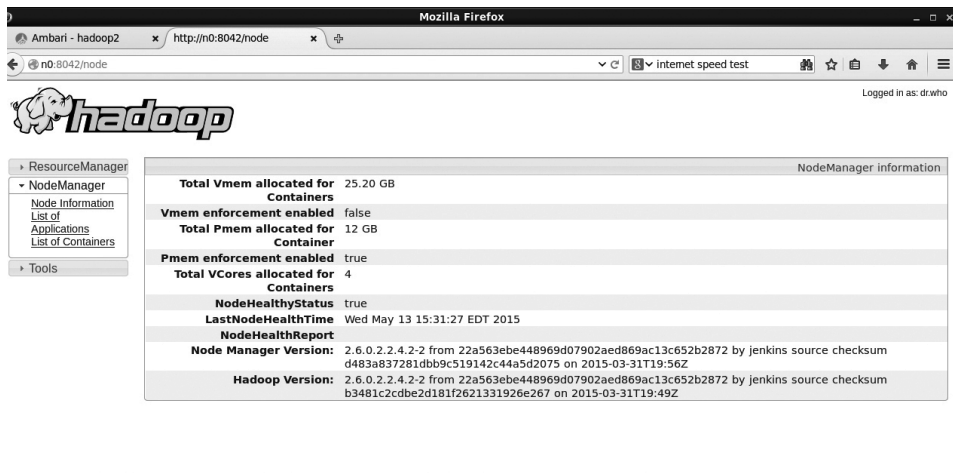 Mozilla Firefox
Ambari - hadoop2
http://n0:8042/node
n0:8042/node
internet speed test
Logged in as: dr.who
hadoop
ResourceManager
NodeManager
Node Information
List of
Applications
List of Containers
Tools
NodeManager information
Total Vmem allocated for 25.20 GB
Containers
Vmem enforcement enabled false
Total Pmem allocated for 12 GB
Container
Pmem enforcement enabled true
Total VCores allocated for 4
Containers
NodeHealthyStatus true
LastNodeHealthTime Wed May 13 15:31:27 EDT 2015
NodeHealthReport
Node Manager Version: 2.6.0.2.2.4.2-2 from 22a563ebe448969d07902aed869ac13c652b2872 by jenkins source checksum
d483a837281dbb9c519142c44a5d2075 on 2015-03-31T19:56Z
Hadoop Version: 2.6.0.2.2.4.2-2 from 22a563ebe448969d07902aed869ac13c652b2872 by jenkins source checksum
b3481c2cdbe2d181f2621331926e267 on 2015-03-31T19:49Z